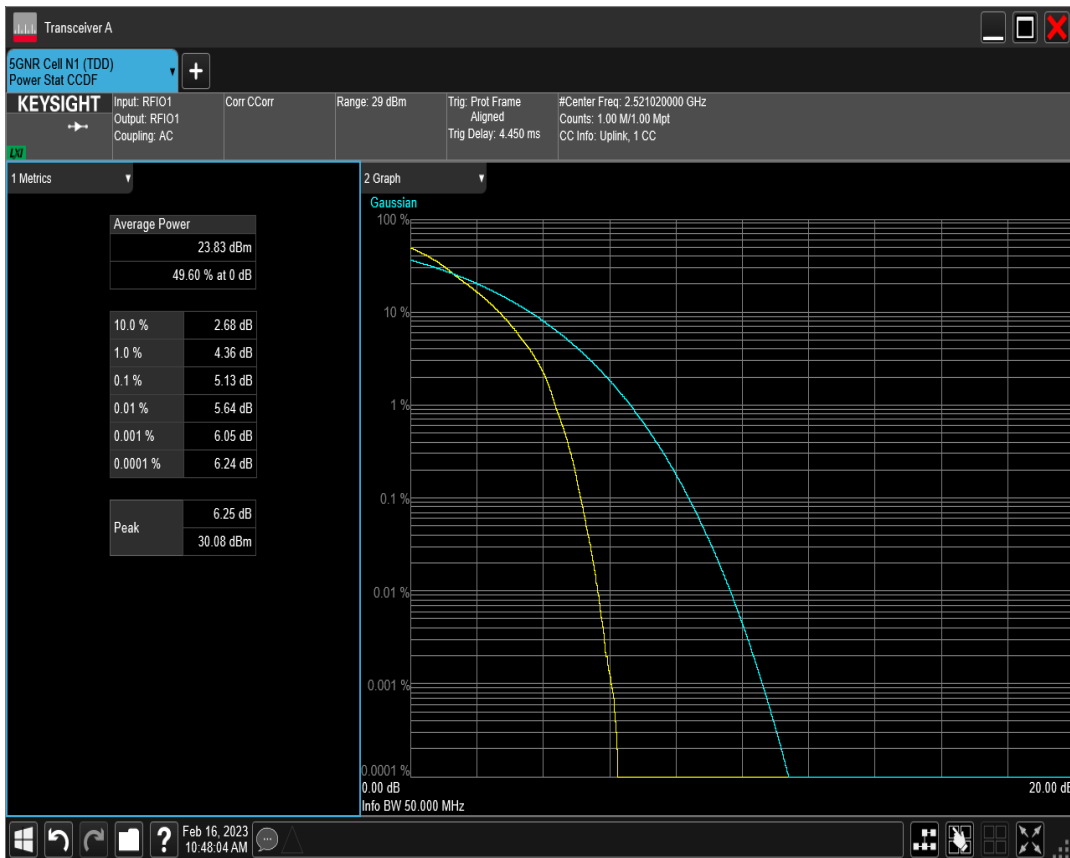 Transceiver A
5GNR Cell N1 (TDD)
Power Stat CCDF
+
KEYSIGHT
LXI
Input: RFIO1
Output: RFIO1
Coupling: AC
Corr CCorr
Range: 29 dBm
Trig: Prot Frame
Aligned
Trig Delay: 4.450 ms
#Center Freq: 2.521020000 GHz
Counts: 1.00 M/1.00 Mpt
CC Info: Uplink, 1 CC
1 Metrics
Average Power
23.83 dBm
49.60 % at 0 dB
10.0 % 2.68 dB
1.0 % 4.36 dB
0.1 % 5.13 dB
0.01 % 5.64 dB
0.001 % 6.05 dB
0.0001 % 6.24 dB
Peak
6.25 dB
30.08 dBm
2 Graph
Gaussian
100 %
10 %
1 %
0.1 %
0.01 %
0.001 %
0.0001 %
0.00 dB 20.00 dB
Info BW 50.000 MHz
?
Feb 16, 2023
10:48:04 AM